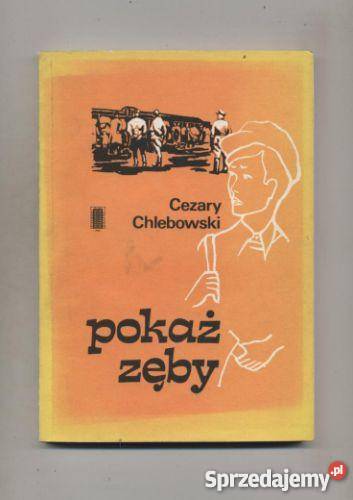 Cezary
Chlebowski
pokaż
zęby
Sprzedajemy.pl